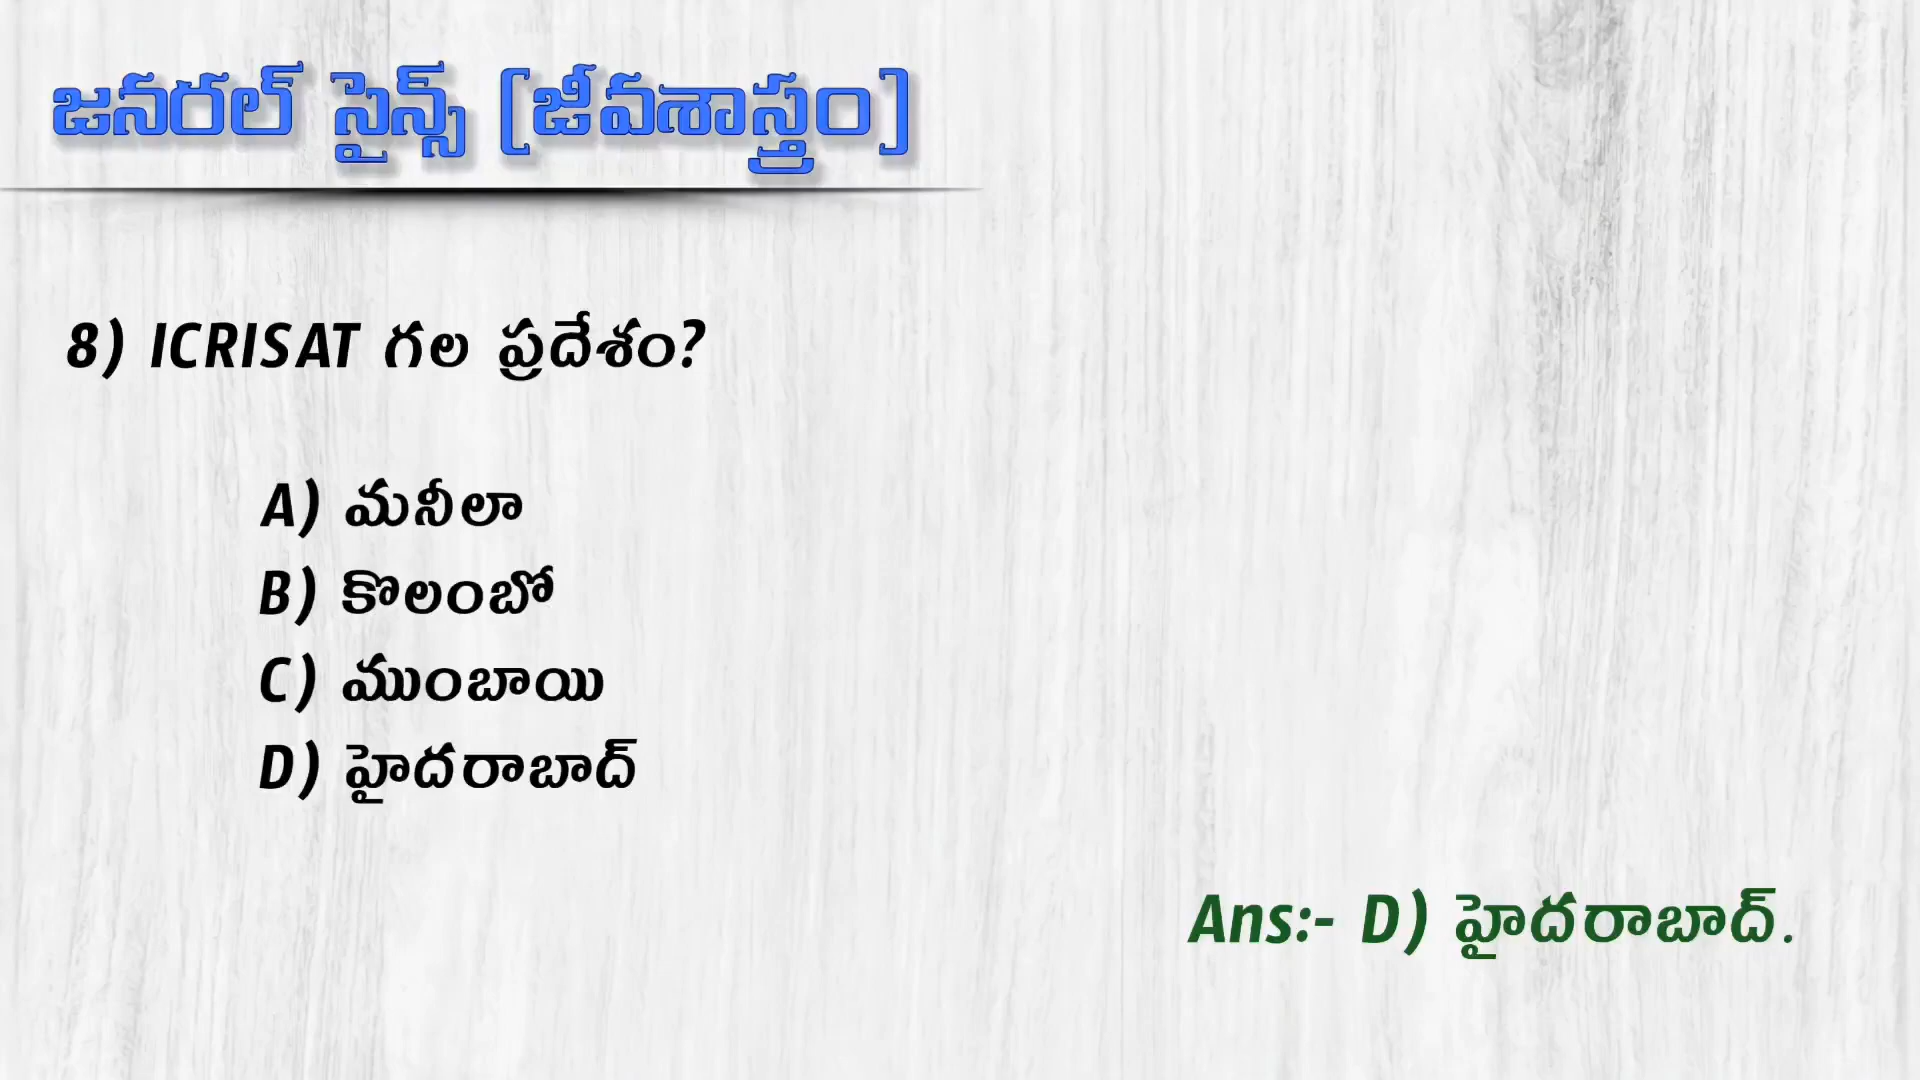 జనరల్ సైన్స్ [జీవశాస్త్రం]
8) ICRISAT గల ప్రదేశం?
A) మనీలా
B) కొలంబో
C) ముంబాయి
D) హైదరాబాద్
Ans:- D) హైదరాబాద్.